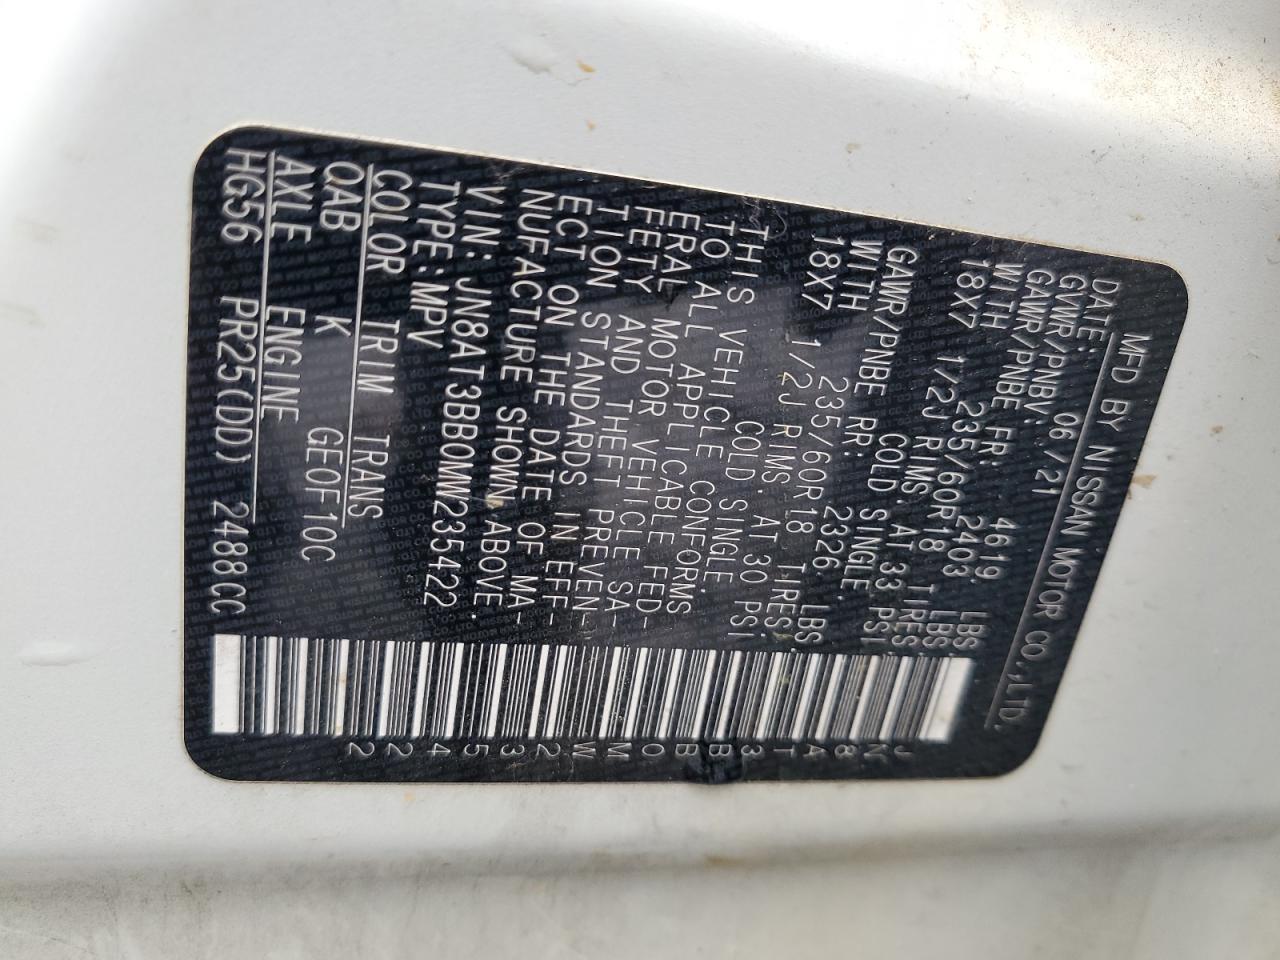 MFD BY NISSAN MOTOR CO.,LTD.
DATE: 06/21
GVWR/PNBV: 4619 LBS
GAWR/PNBE FR: 2403 LBS
WITH 235/60R18 TIRES,
18X7 1/2J RIMS AT 33 PSI
COLD SINGLE.
GAWR/PNBE RR: 2326 LBS
WITH 235/60R18 TIRES,
18X7 1/2J RIMS. AT 30 PSI
COLD SINGLE.
THIS VEHICLE CONFORMS
TO ALL APPLICABLE FED-
ERAL MOTOR VEHICLE SA-
FETY AND THEFT PREVEN-
TION STANDARDS IN EFF-
ECT ON THE DATE OF MA-
NUFACTURE SHOWN ABOVE.
VIN: JN8AT3BB0MW235422
TYPE: MPV
COLOR TRIM TRANS
QAB K GEOF10C
AXLE ENGINE
HG56 PR25(DD) 2488CC
JN8AT3BB0MW235422